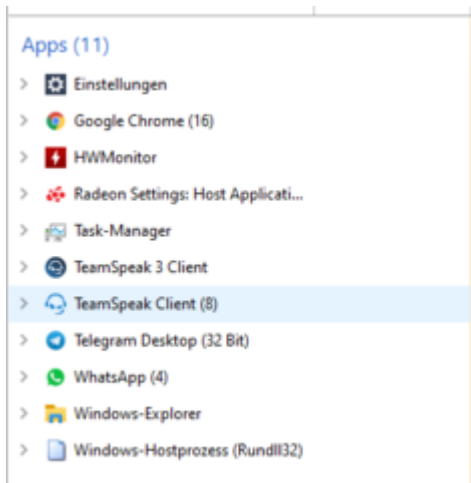 Apps (11)
Einstellungen
Google Chrome (16)
HWMonitor
Radeon Settings: Host Applicati...
Task-Manager
TeamSpeak 3 Client
TeamSpeak Client (8)
Telegram Desktop (32 Bit)
WhatsApp (4)
Windows-Explorer
Windows-Hostprozess (Rundll32)